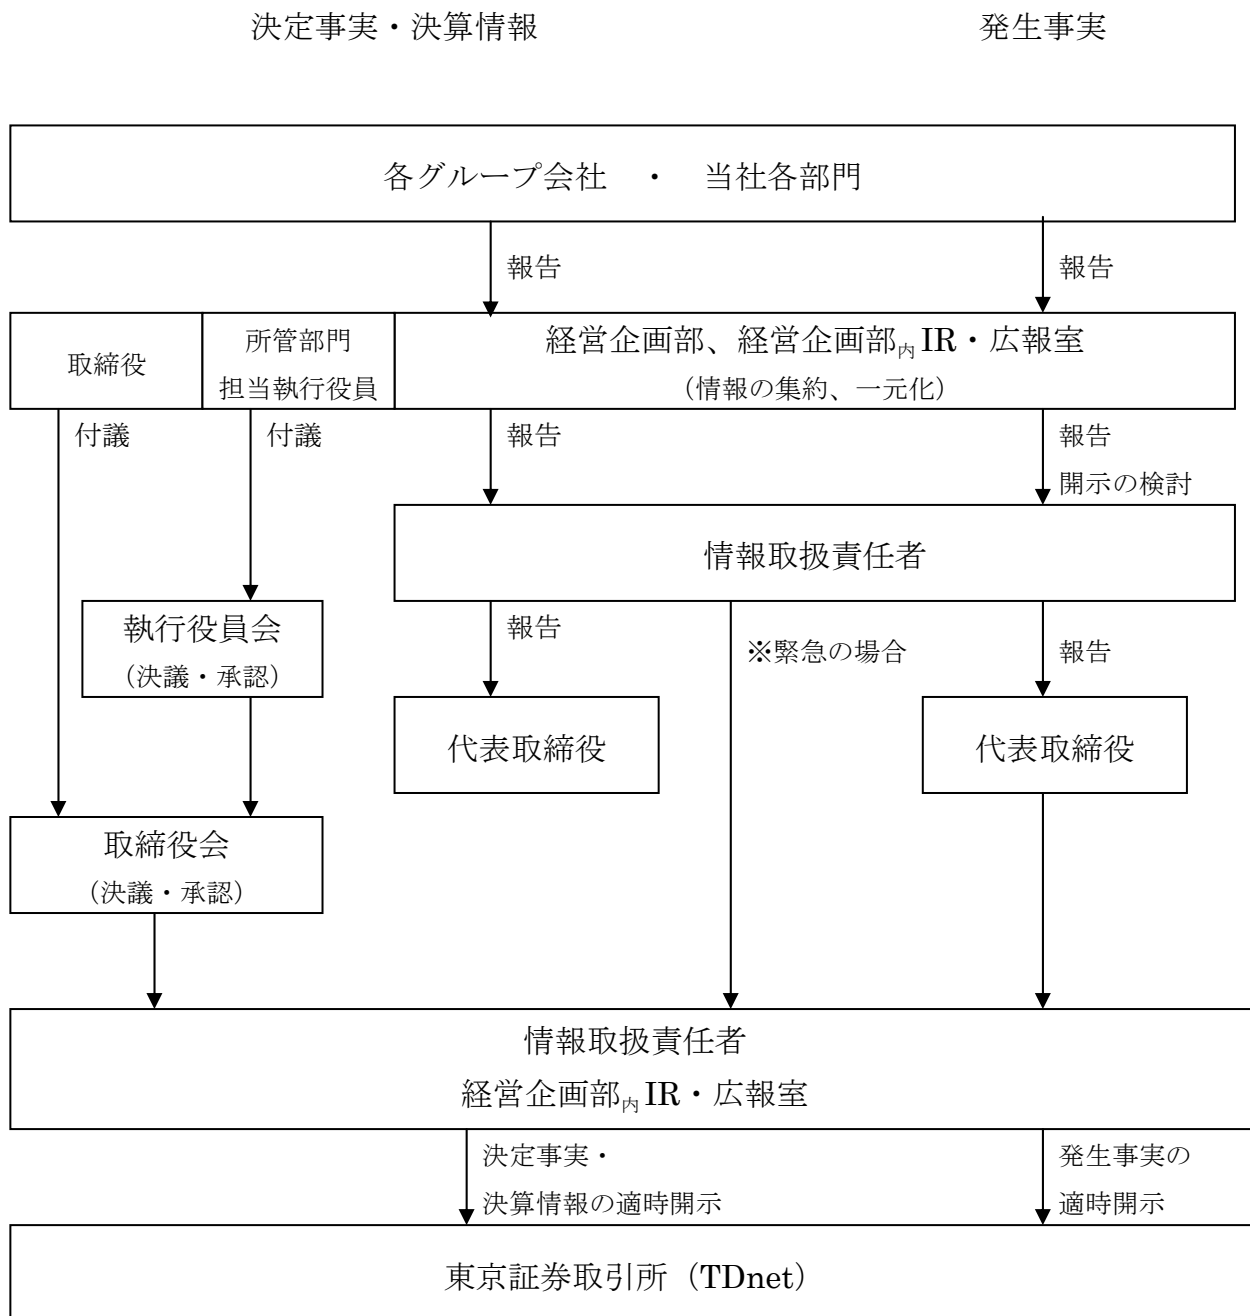 決定事実・決算情報
発生事実
各グループ会社　・　当社各部門
報告
報告
取締役
所管部門
担当執行役員
経営企画部、経営企画部内 IR・広報室
（情報の集約、一元化）
付議
付議
報告
報告
開示の検討
情報取扱責任者
執行役員会
（決議・承認）
報告
※緊急の場合
報告
代表取締役
代表取締役
取締役会
（決議・承認）
情報取扱責任者
経営企画部内 IR・広報室
決定事実・
決算情報の適時開示
発生事実の
適時開示
東京証券取引所（TDnet）